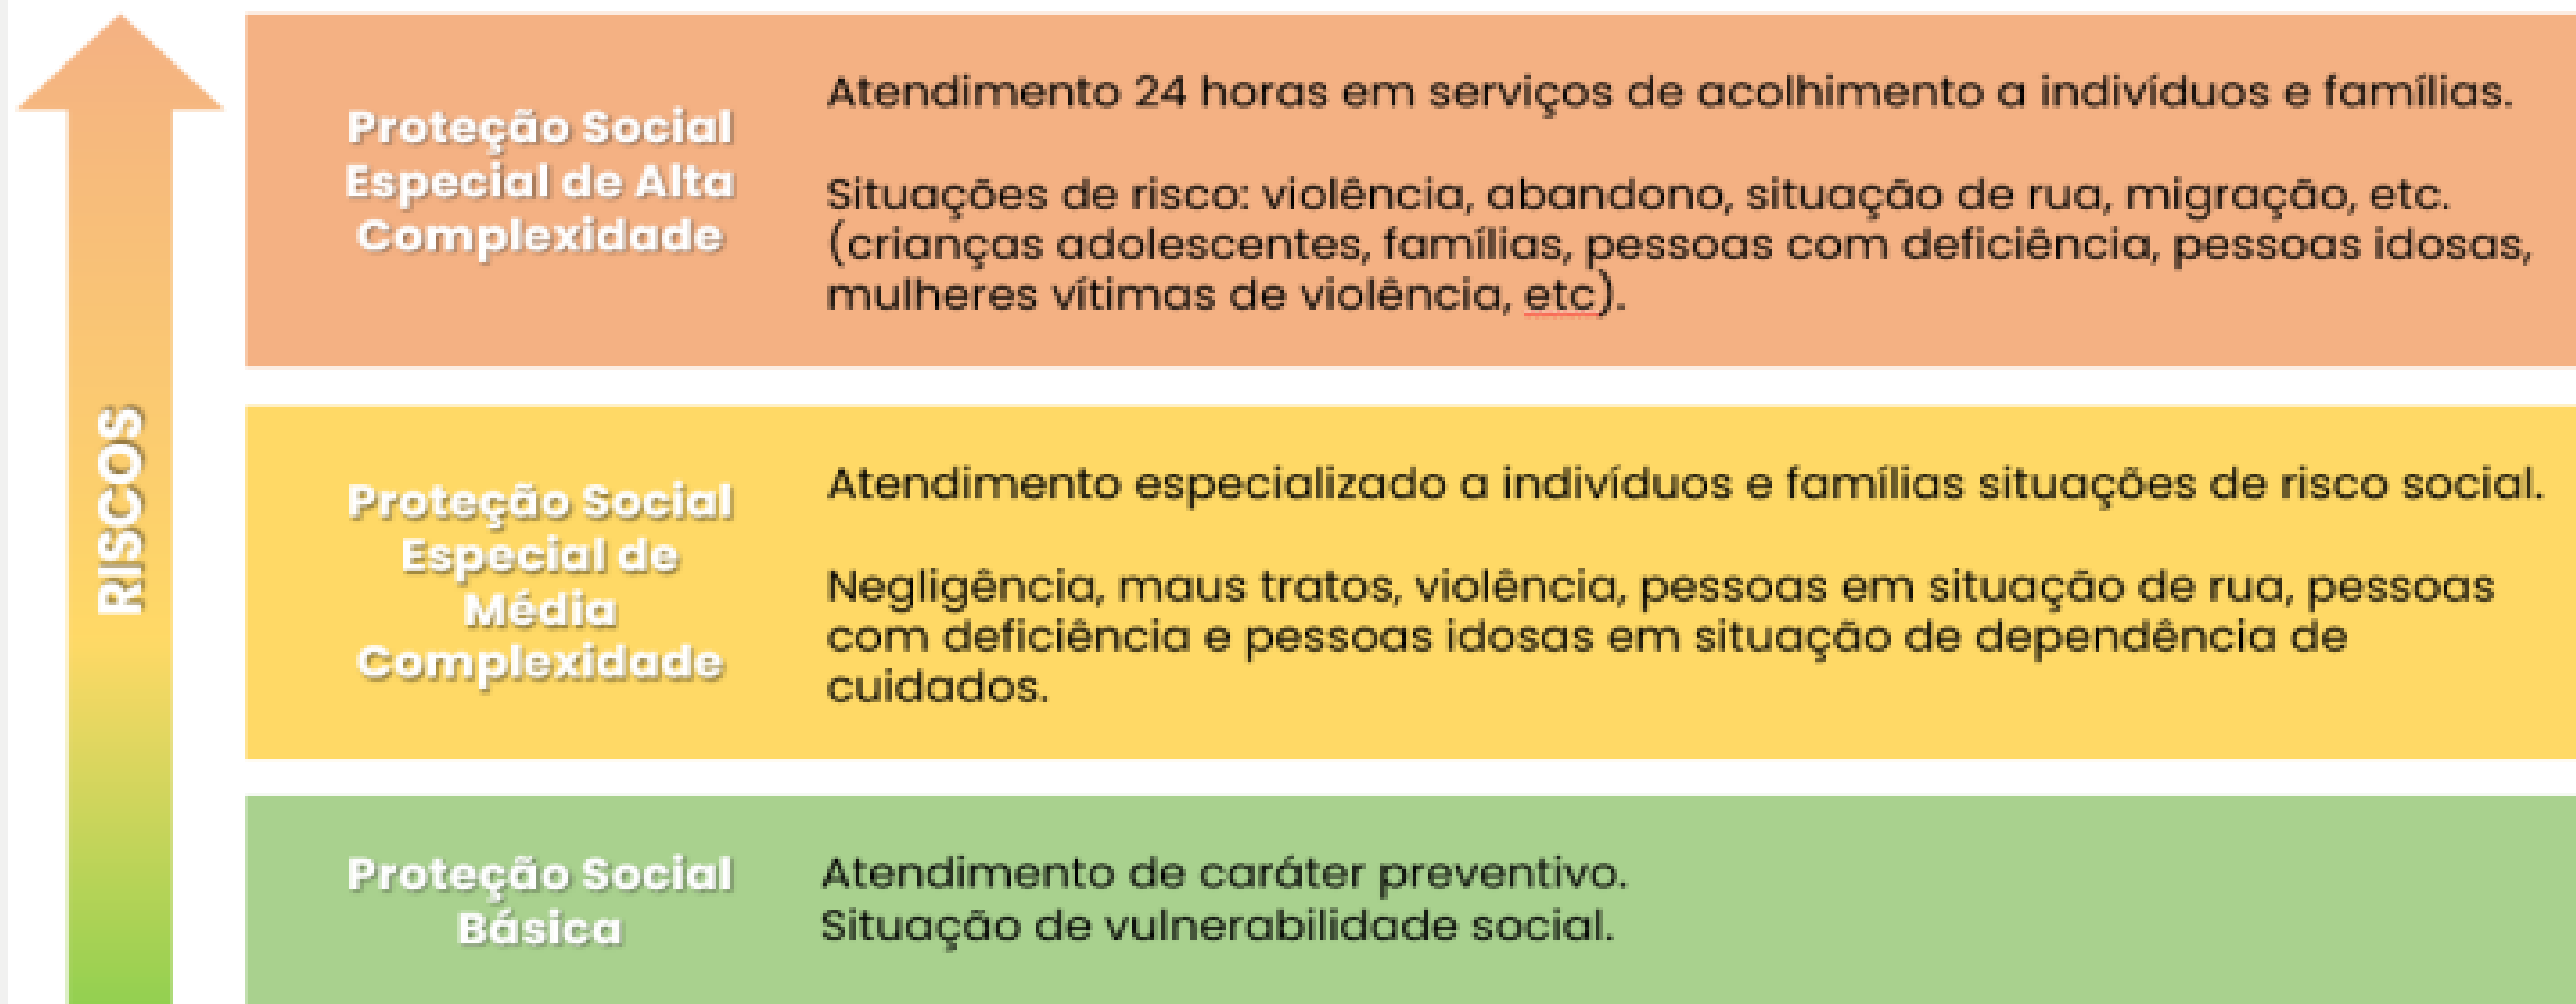 RISCOS
Proteção Social
Especial de Alta
Complexidade
Atendimento 24 horas em serviços de acolhimento a indivíduos e famílias.
Situações de risco: violência, abandono, situação de rua, migração, etc.
(crianças adolescentes, famílias, pessoas com deficiência, pessoas idosas,
mulheres vítimas de violência, etc).
Proteção Social
Especial de
Média
Complexidade
Atendimento especializado a indivíduos e famílias situações de risco social.
Negligência, maus tratos, violência, pessoas em situação de rua, pessoas
com deficiência e pessoas idosas em situação de dependência de
cuidados.
Proteção Social
Básica
Atendimento de caráter preventivo.
Situação de vulnerabilidade social.